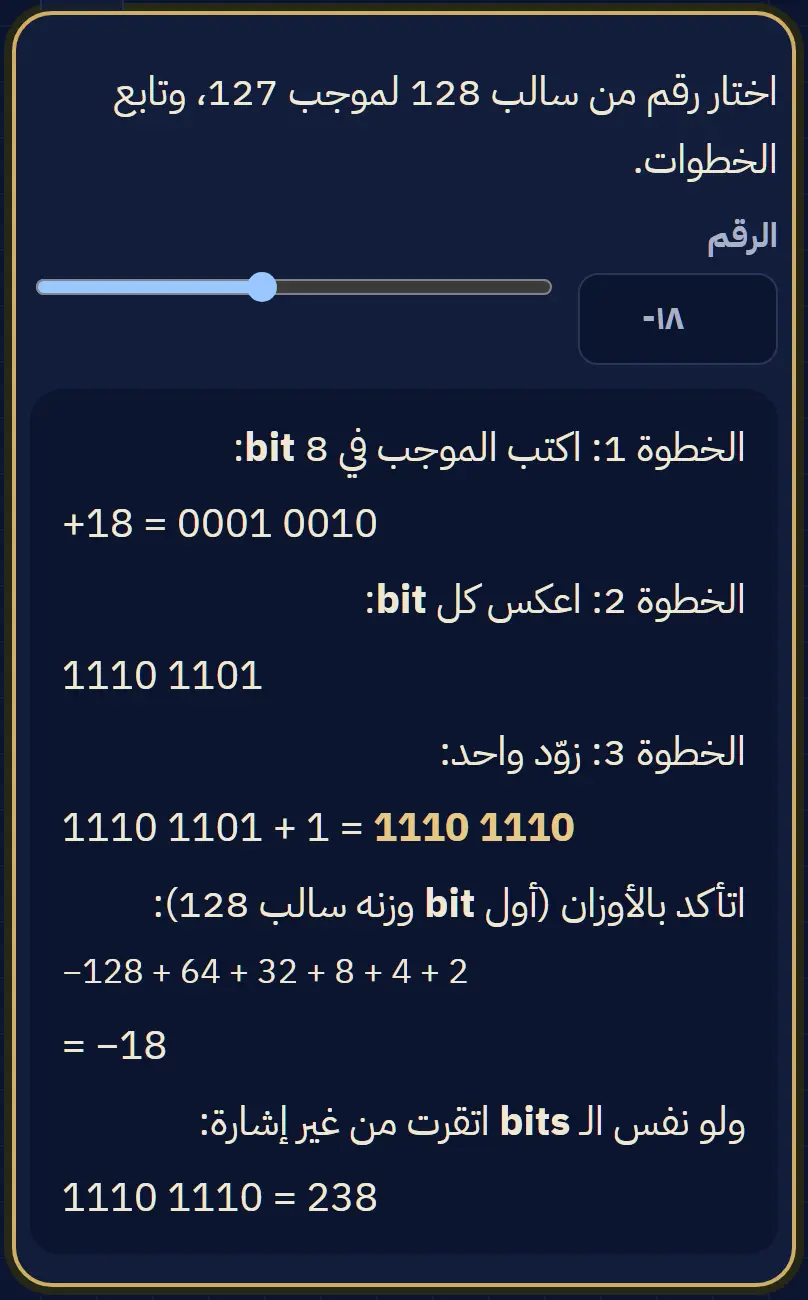 اختار رقم من سالب 128 لموجب 127، وتابع
الخطوات.
الرقم
-١٨
الخطوة 1: اكتب الموجب في 8 bit:
+18 = 0001 0010
الخطوة 2: اعكس كل bit:
1110 1101
الخطوة 3: زوّد واحد:
1110 1101 + 1 = 1110 1110
اتأكد بالأوزان (أول bit وزنه سالب 128):
−128 + 64 + 32 + 8 + 4 + 2
= −18
ولو نفس الـ bits اتقرت من غير إشارة:
1110 1110 = 238